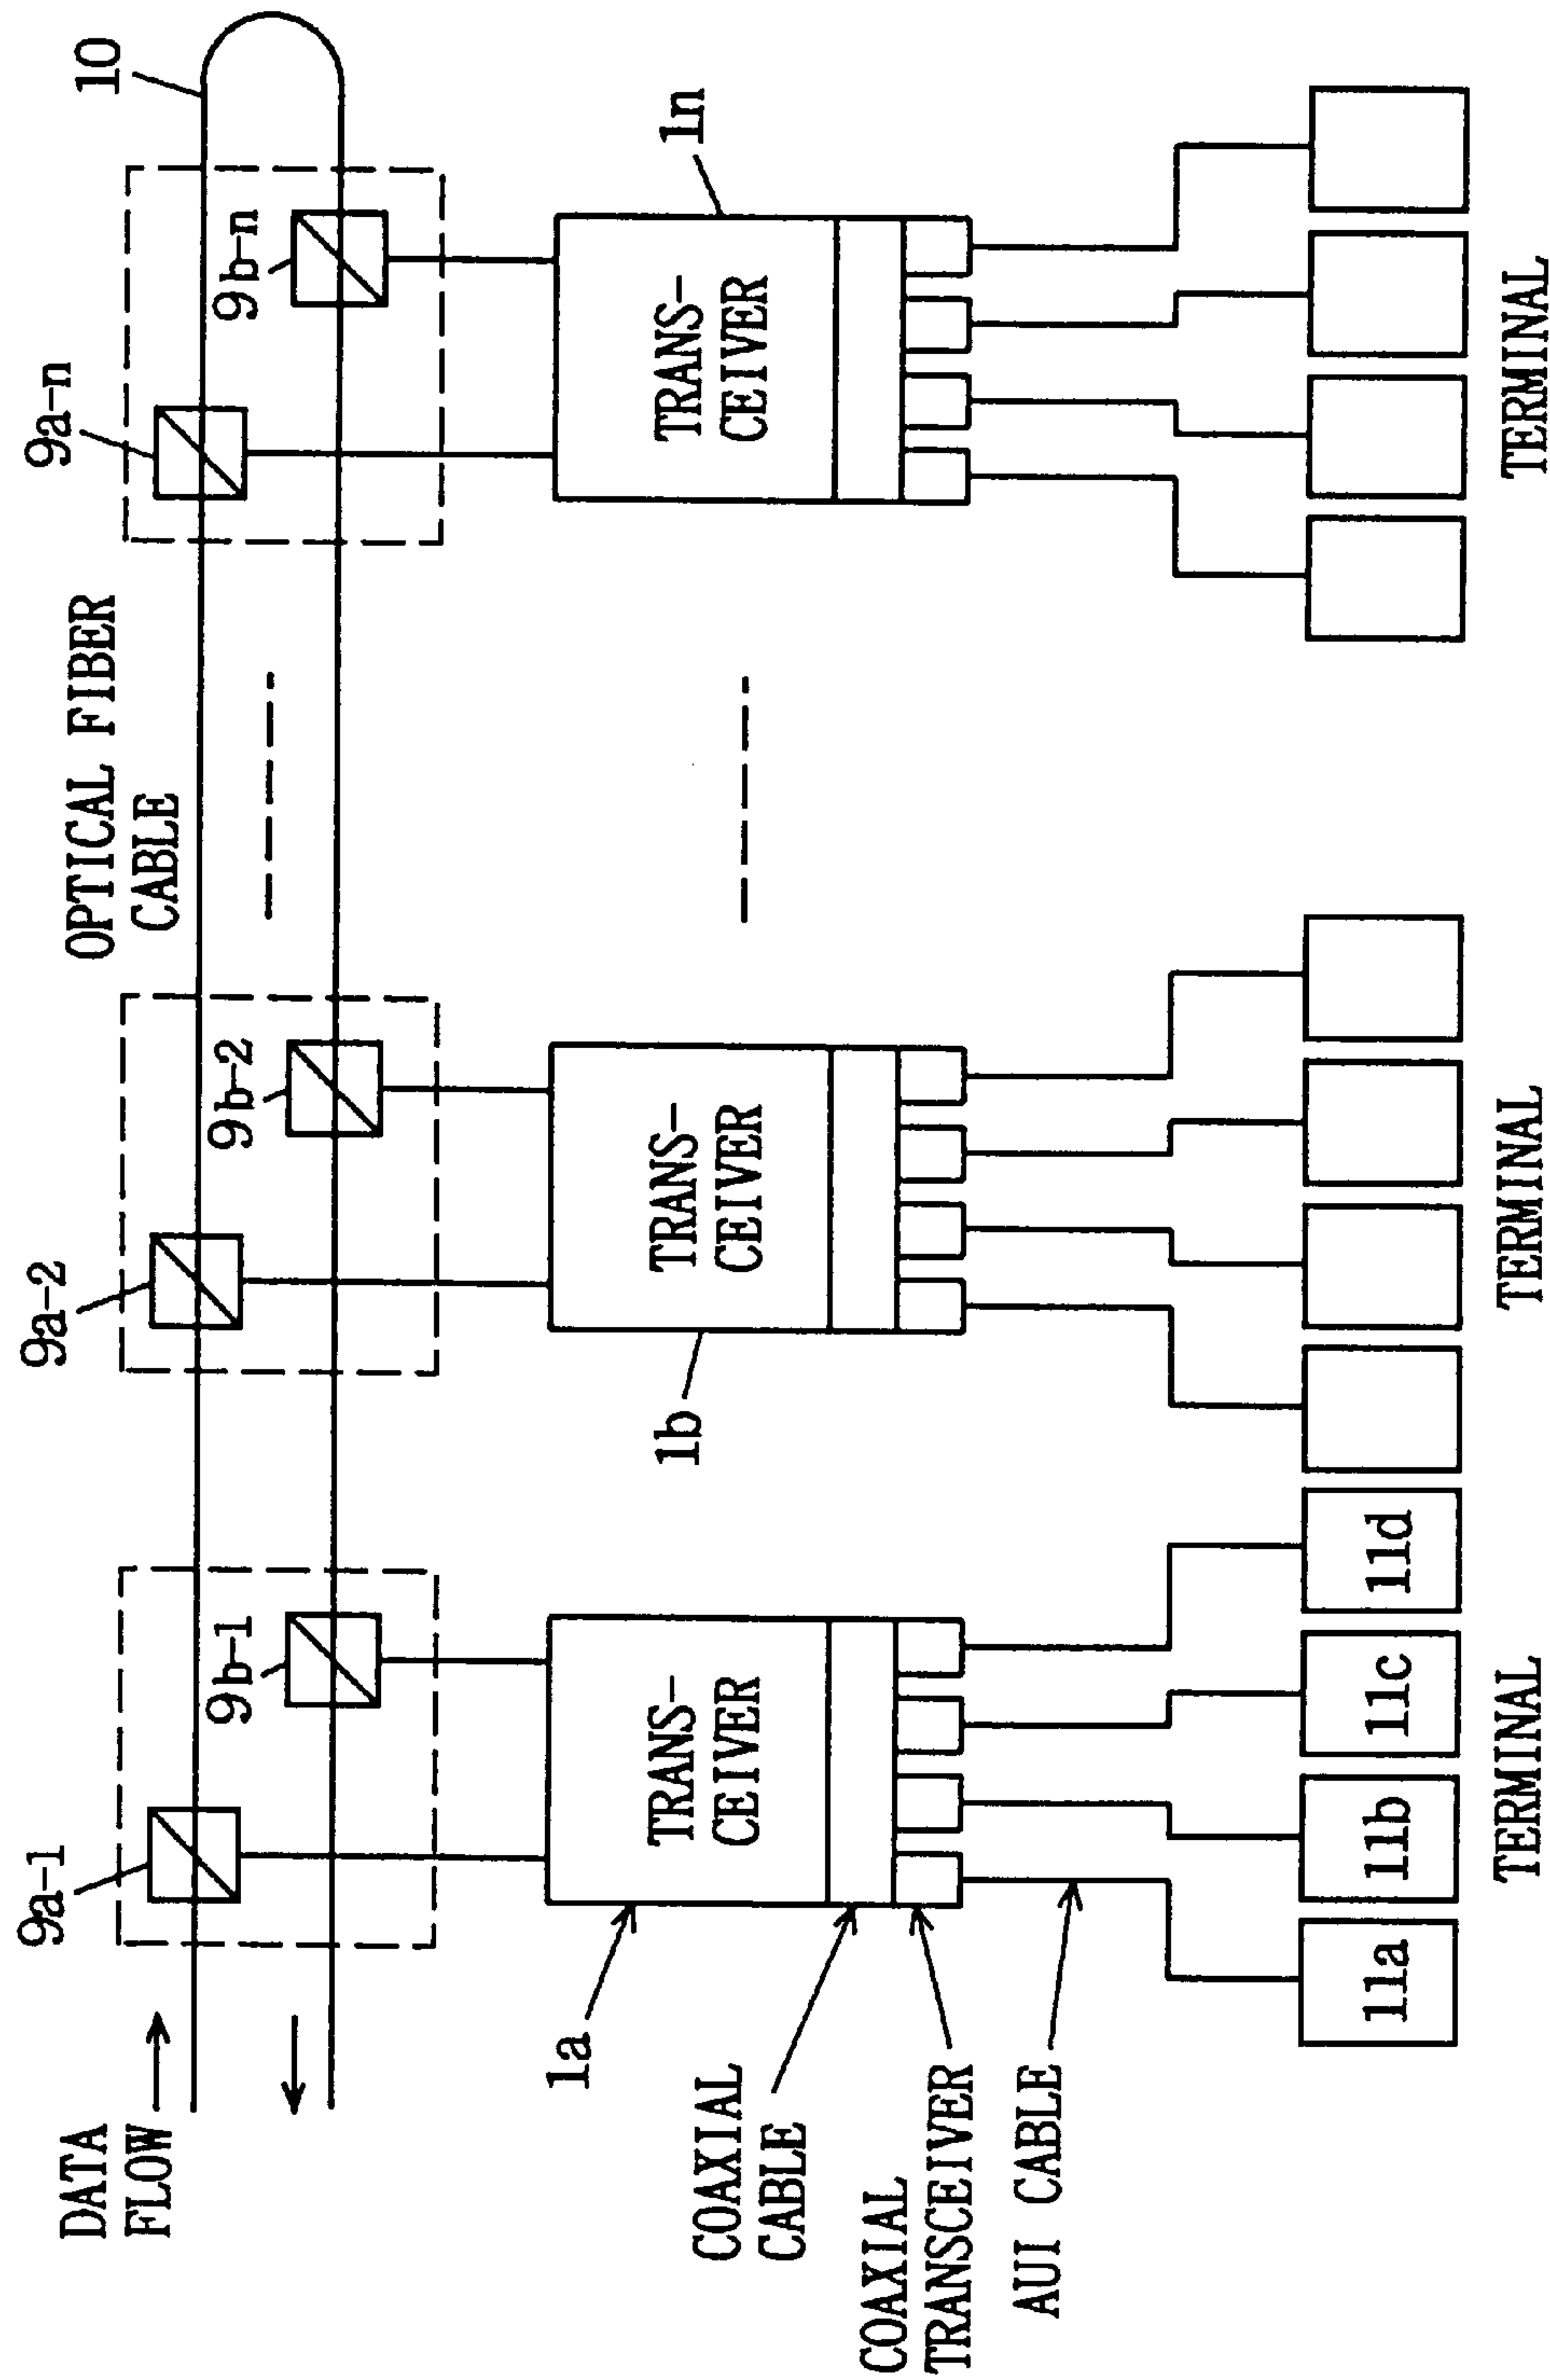 10
9a-n
9b-n
1n
OPTICAL FIBER
CABLE
TRANS-
CEIVER
TERMINAL
9a-2
9b-2
TRANS-
CEIVER
1b
TERMINAL
9a-1
9b-1
TRANS-
CEIVER
1a
11d
11c
11b
11a
TERMINAL
DATA
FLOW
COAXIAL
CABLE
COAXIAL
TRANSCEIVER
AUI CABLE